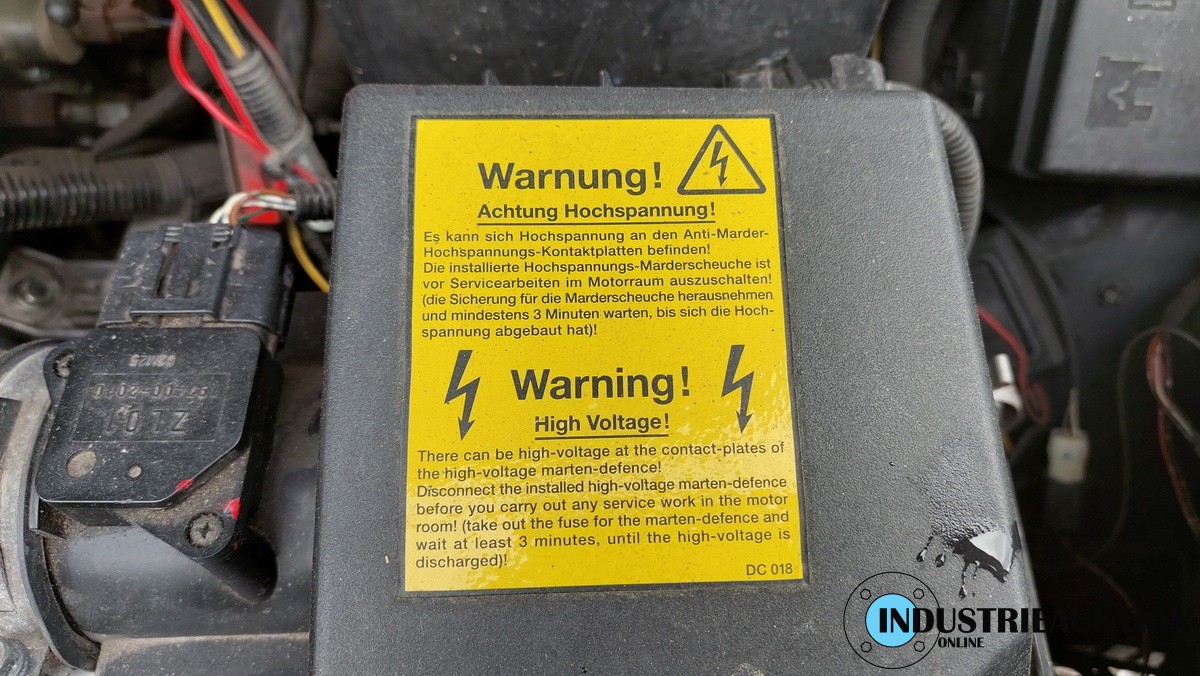 Warnung!
Achtung Hochspannung!
Es kann sich Hochspannung an den Anti-Marder-
Hochspannungs-Kontaktplatten befinden!
Die installierte Hochspannungs-Marderscheuche ist
vor Servicearbeiten im Motorraum auszuschalten!
(die Sicherung für die Marderscheuche herausnehmen
und mindestens 3 Minuten warten, bis sich die Hoch-
spannung abgebaut hat)!
Warning!
High Voltage!
There can be high-voltage at the contact-plates of
the high-voltage marten-defence!
Disconnect the installed high-voltage marten-defence
before you carry out any service work in the motor
room! (take out the fuse for the marten-defence and
wait at least 3 minutes, until the high-voltage is
discharged)!
DC 018
ONLINE